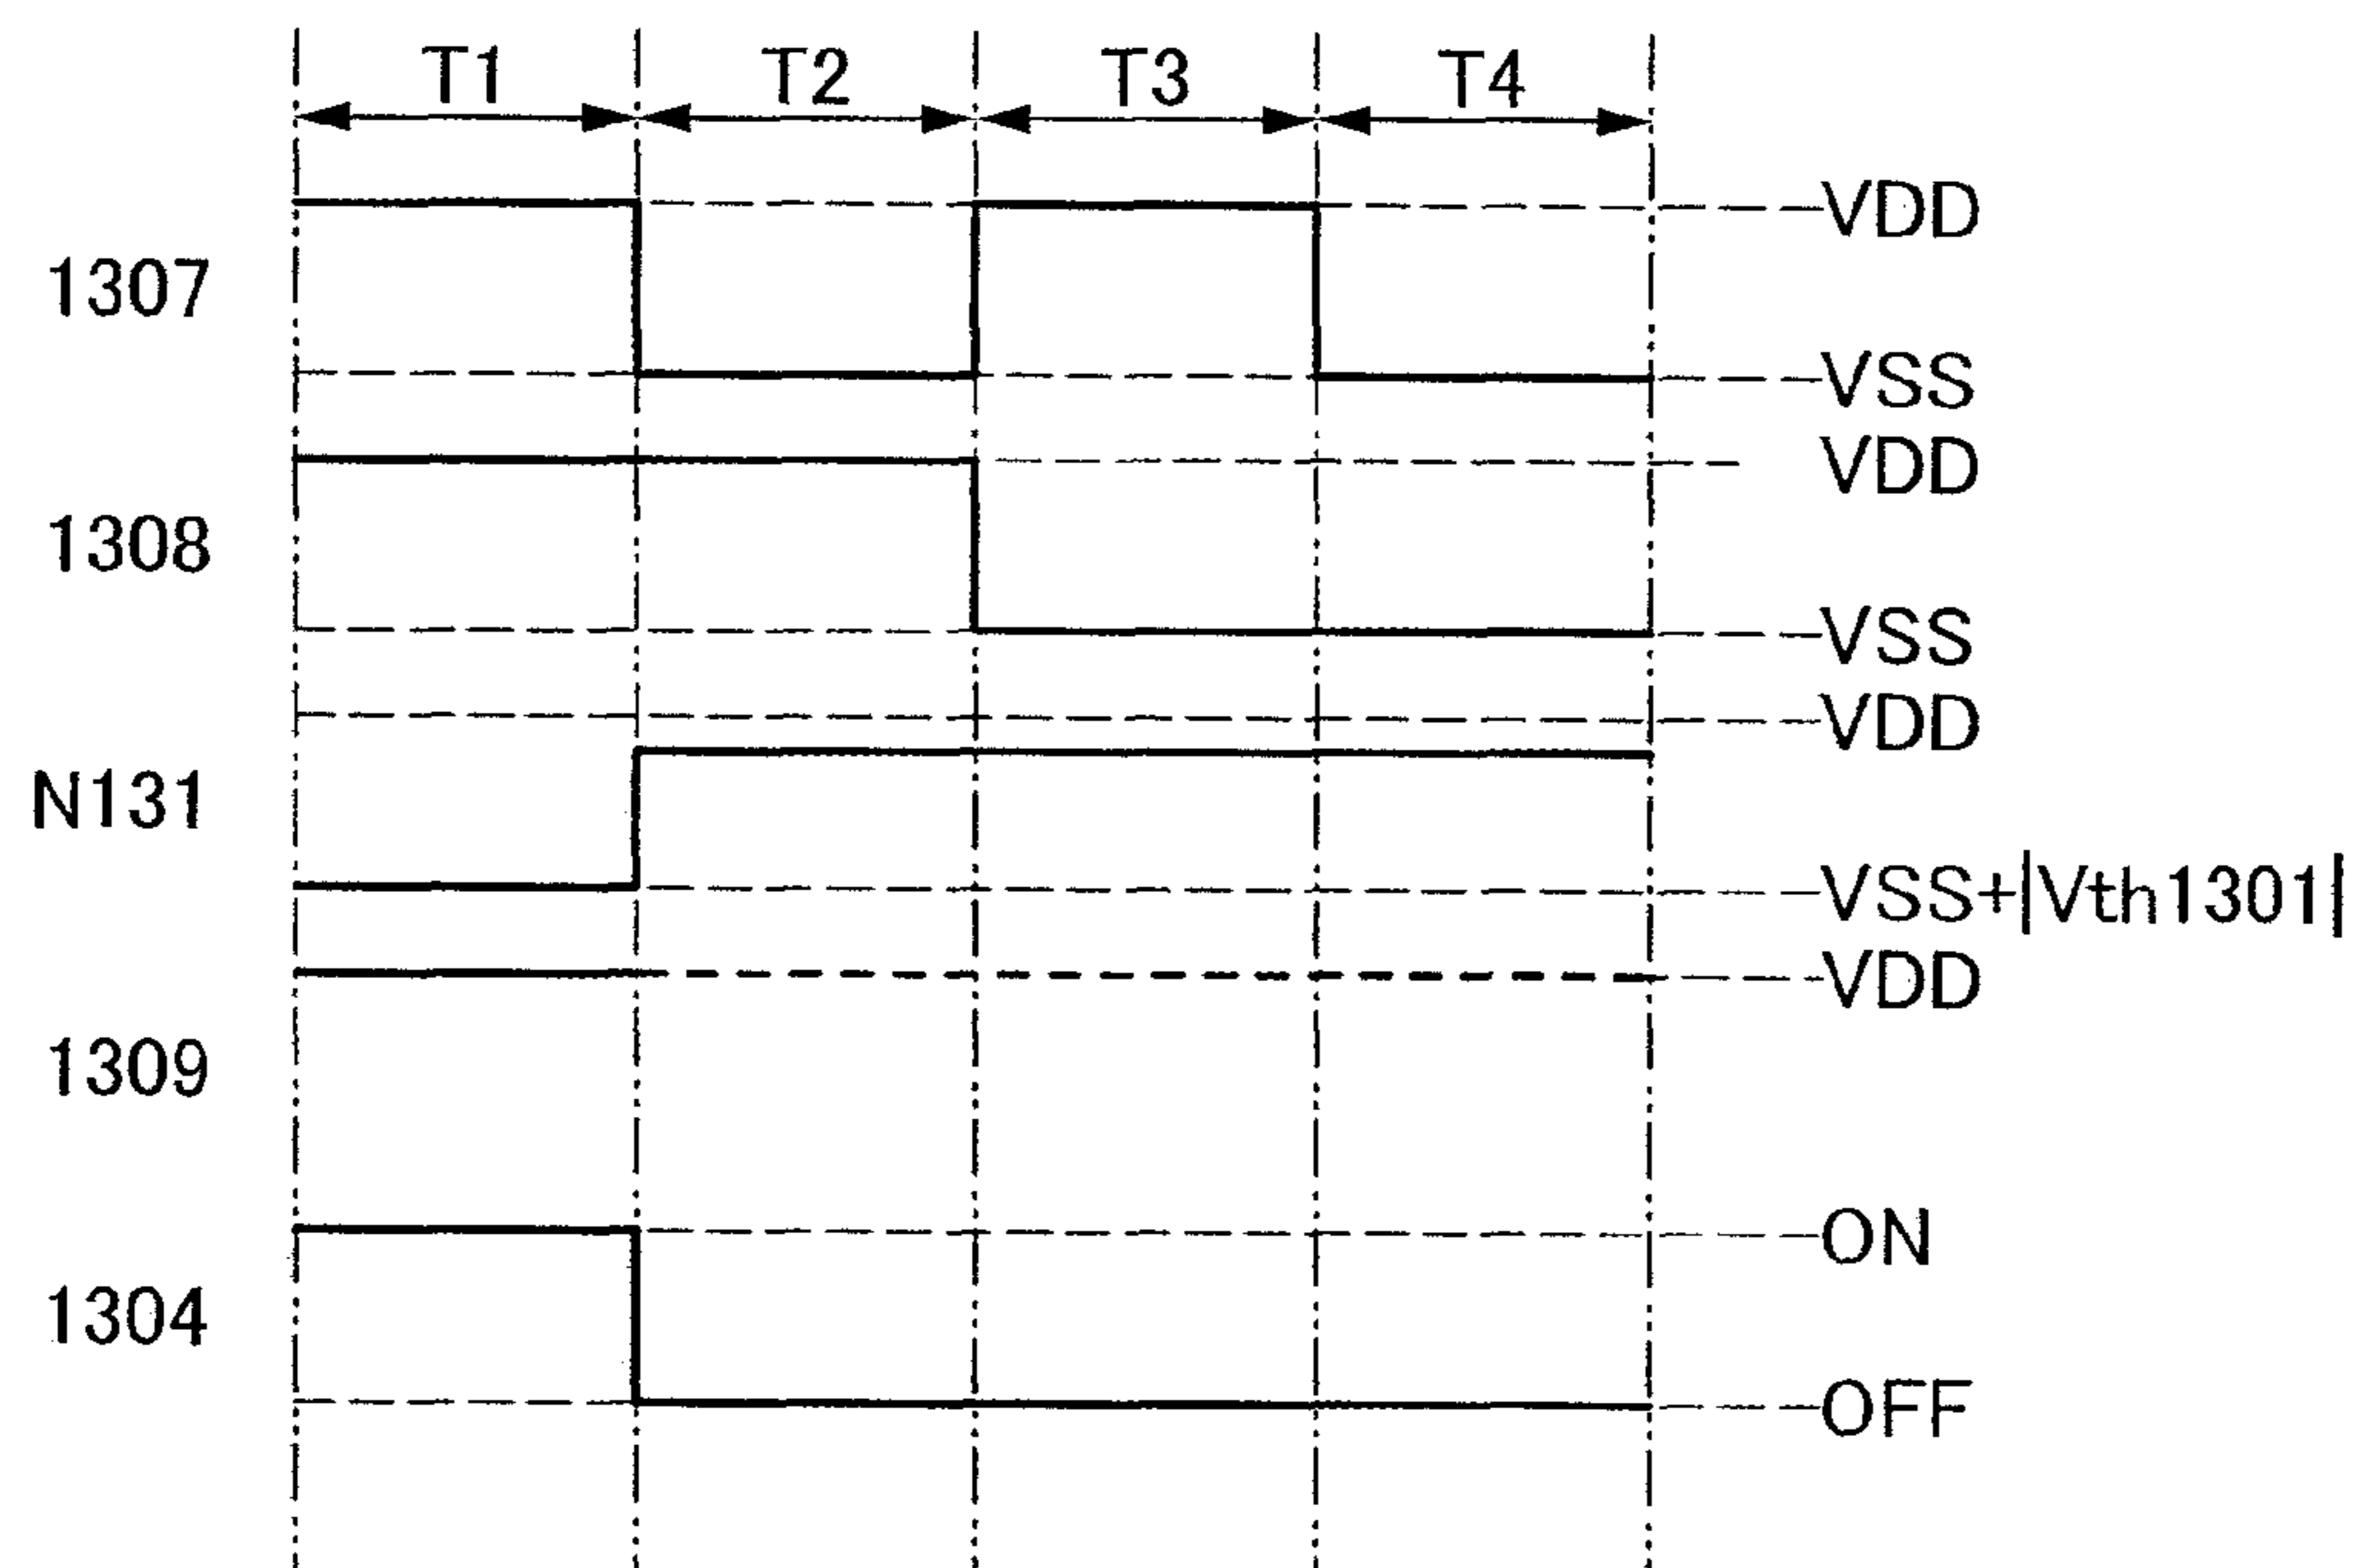 T1 T2 T3 T4
VDD
1307
VSS
VDD
1308
VSS
VDD
N131
VSS+|Vth1301|
VDD
1309
ON
1304
OFF